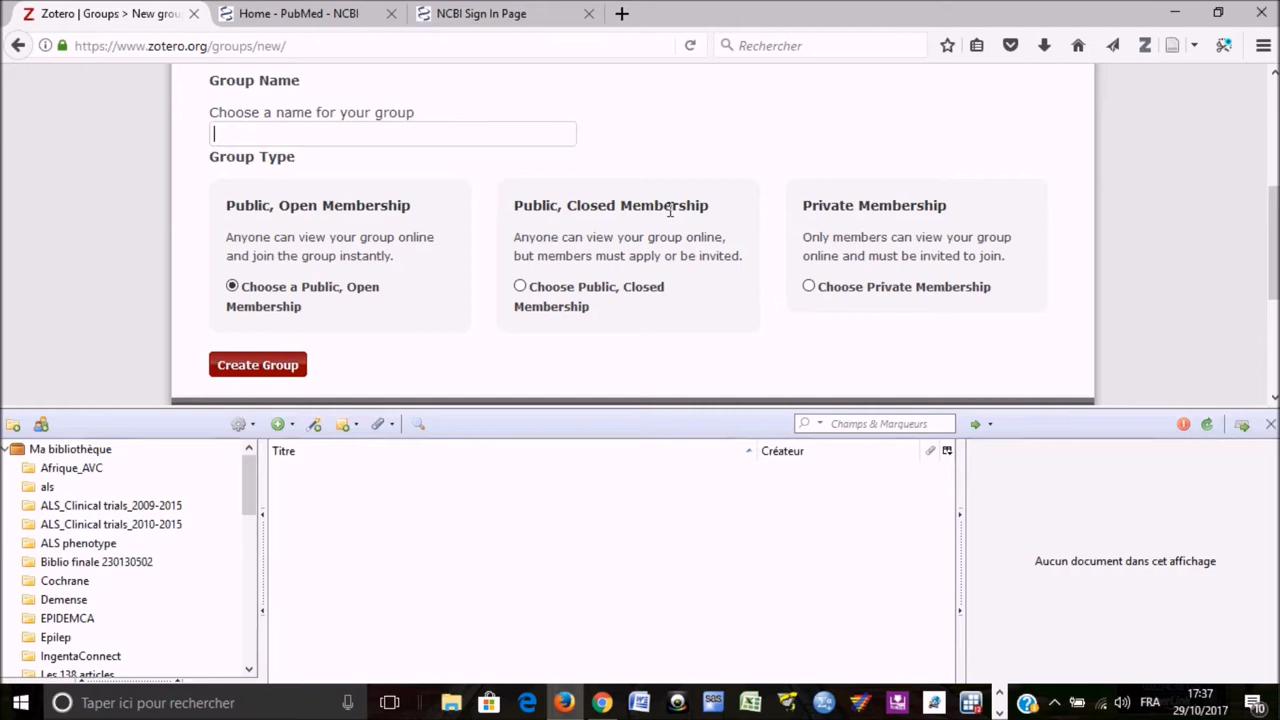 Zotero | Groups > New grou
Home - PubMed - NCBI
NCBI Sign In Page
https://www.zotero.org/groups/new/
Rechercher
Group Name
Choose a name for your group
Group Type
Public, Open Membership
Anyone can view your group online
and join the group instantly.
Choose a Public, Open
Membership
Public, Closed Membership
Anyone can view your group online,
but members must apply or be invited.
Choose Public, Closed
Membership
Private Membership
Only members can view your group
online and must be invited to join.
Choose Private Membership
Create Group
Champs & Marqueurs
Ma bibliothèque
Afrique_AVC
als
ALS_Clinical trials_2009-2015
ALS_Clinical trials_2010-2015
ALS phenotype
Biblio finale 230130502
Cochrane
Demense
EPIDEMCA
Epilep
IngentaConnect
Les 138 articles
Titre
Créateur
Aucun document dans cet affichage
Taper ici pour rechercher
FRA
17:37
29/10/2017